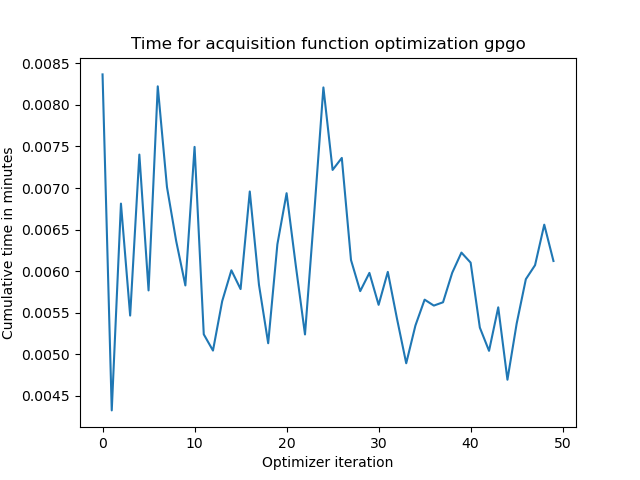 Time for acquisition function optimization gpgo
0.0085
0.0080
0.0075
0.0070
0.0065
0.0060
0.0055
0.0050
0.0045
Cumulative time in minutes
0 10 20 30 40 50
Optimizer iteration